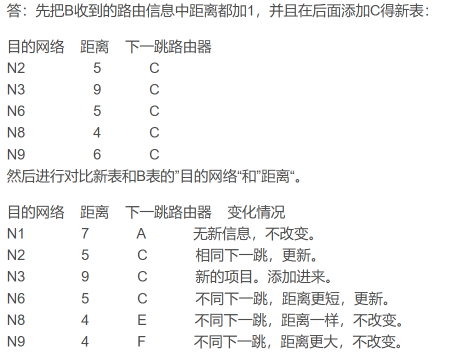 答：先把B收到的路由信息中距离都加1，并且在后面添加C得新表：
目的网络 距离 下一跳路由器
N2 5 C
N3 9 C
N6 5 C
N8 4 C
N9 6 C
然后进行对比新表和B表的”目的网络“和”距离“。
目的网络 距离 下一跳路由器 变化情况
N1 7 A 无新信息，不改变。
N2 5 C 相同下一跳，更新。
N3 9 C 新的项目。添加进来。
N6 5 C 不同下一跳，距离更短，更新。
N8 4 E 不同下一跳，距离一样，不改变。
N9 4 F 不同下一跳，距离更大，不改变。